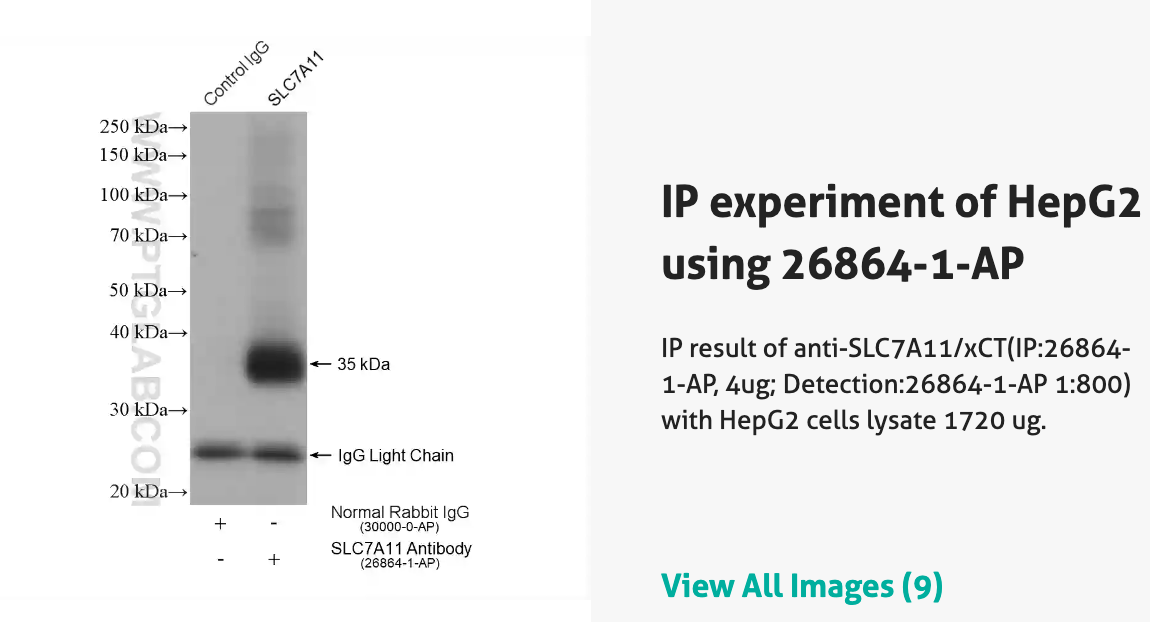 Control IgG
SLC7A11
250 kDa→
150 kDa→
100 kDa→
70 kDa→
50 kDa→
40 kDa→
30 kDa→
20 kDa→
WWW.PTGLAB.COM
← 35 kDa
← IgG Light Chain
+ - Normal Rabbit IgG
(30000-0-AP)
- + SLC7A11 Antibody
(26864-1-AP)
IP experiment of HepG2
using 26864-1-AP
IP result of anti-SLC7A11/xCT(IP:26864-
1-AP, 4ug; Detection:26864-1-AP 1:800)
with HepG2 cells lysate 1720 ug.
View All Images (9)